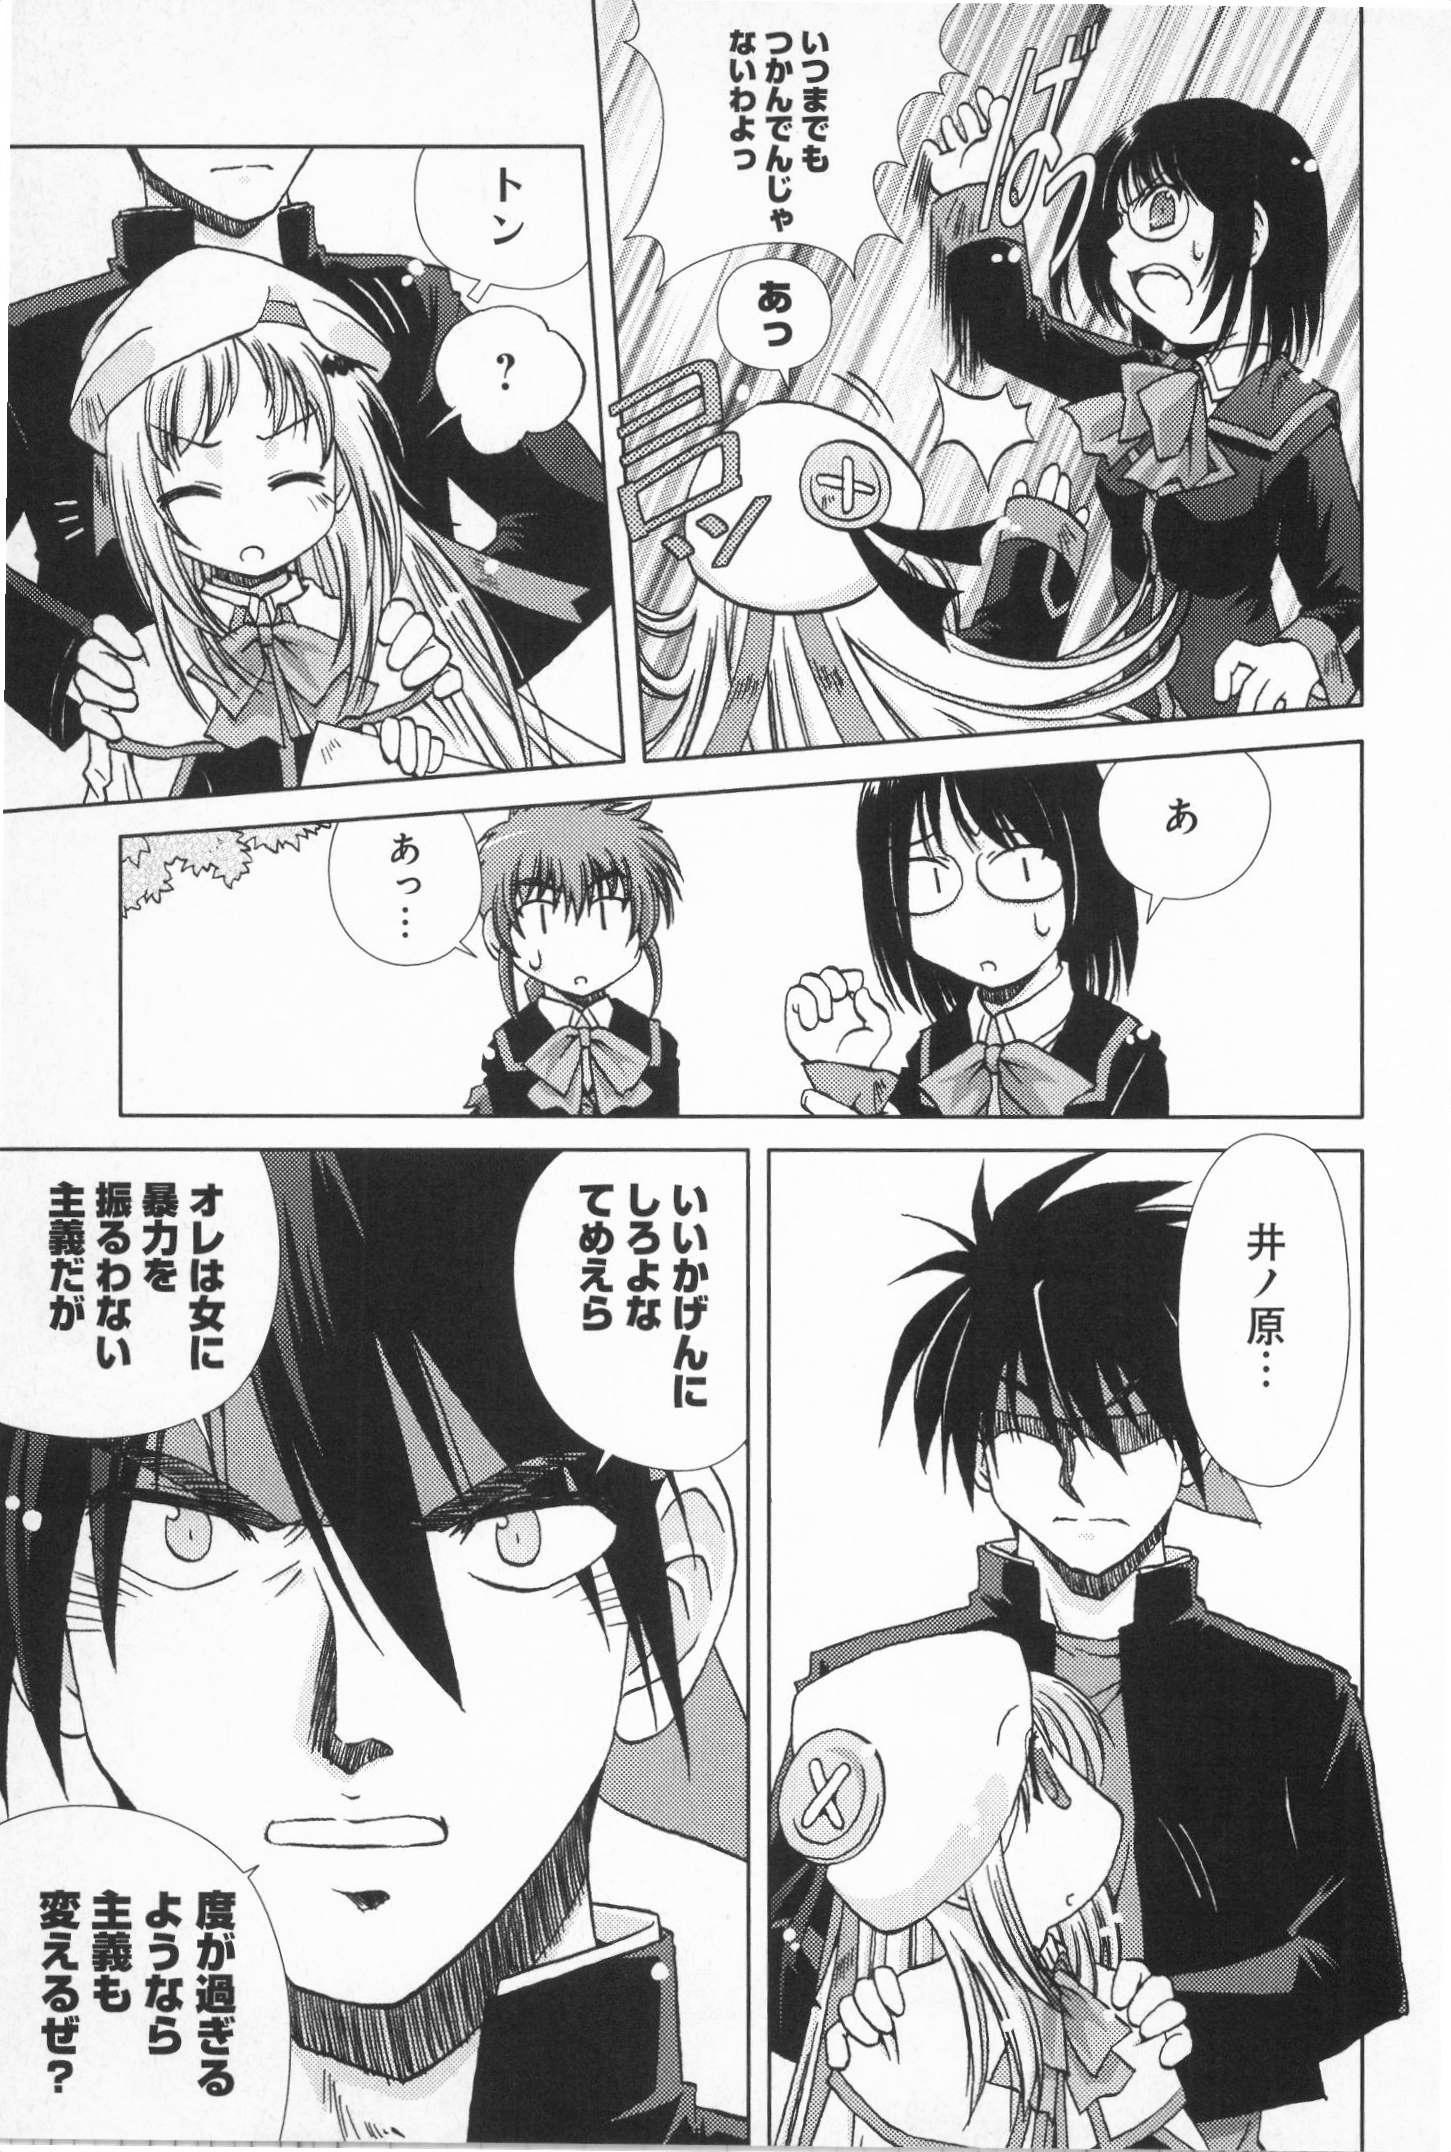 いつまでも
つかんでんじゃ
ないわよっ
ばっ
あっ
ヨロッ
トン
?
あ
あっ…
井ノ原…
いいかげんに
しろよな
てめえら
オレは女に
暴力を
振るわない
主義だが
度が過ぎる
ようなら
主義も
変えるぜ?